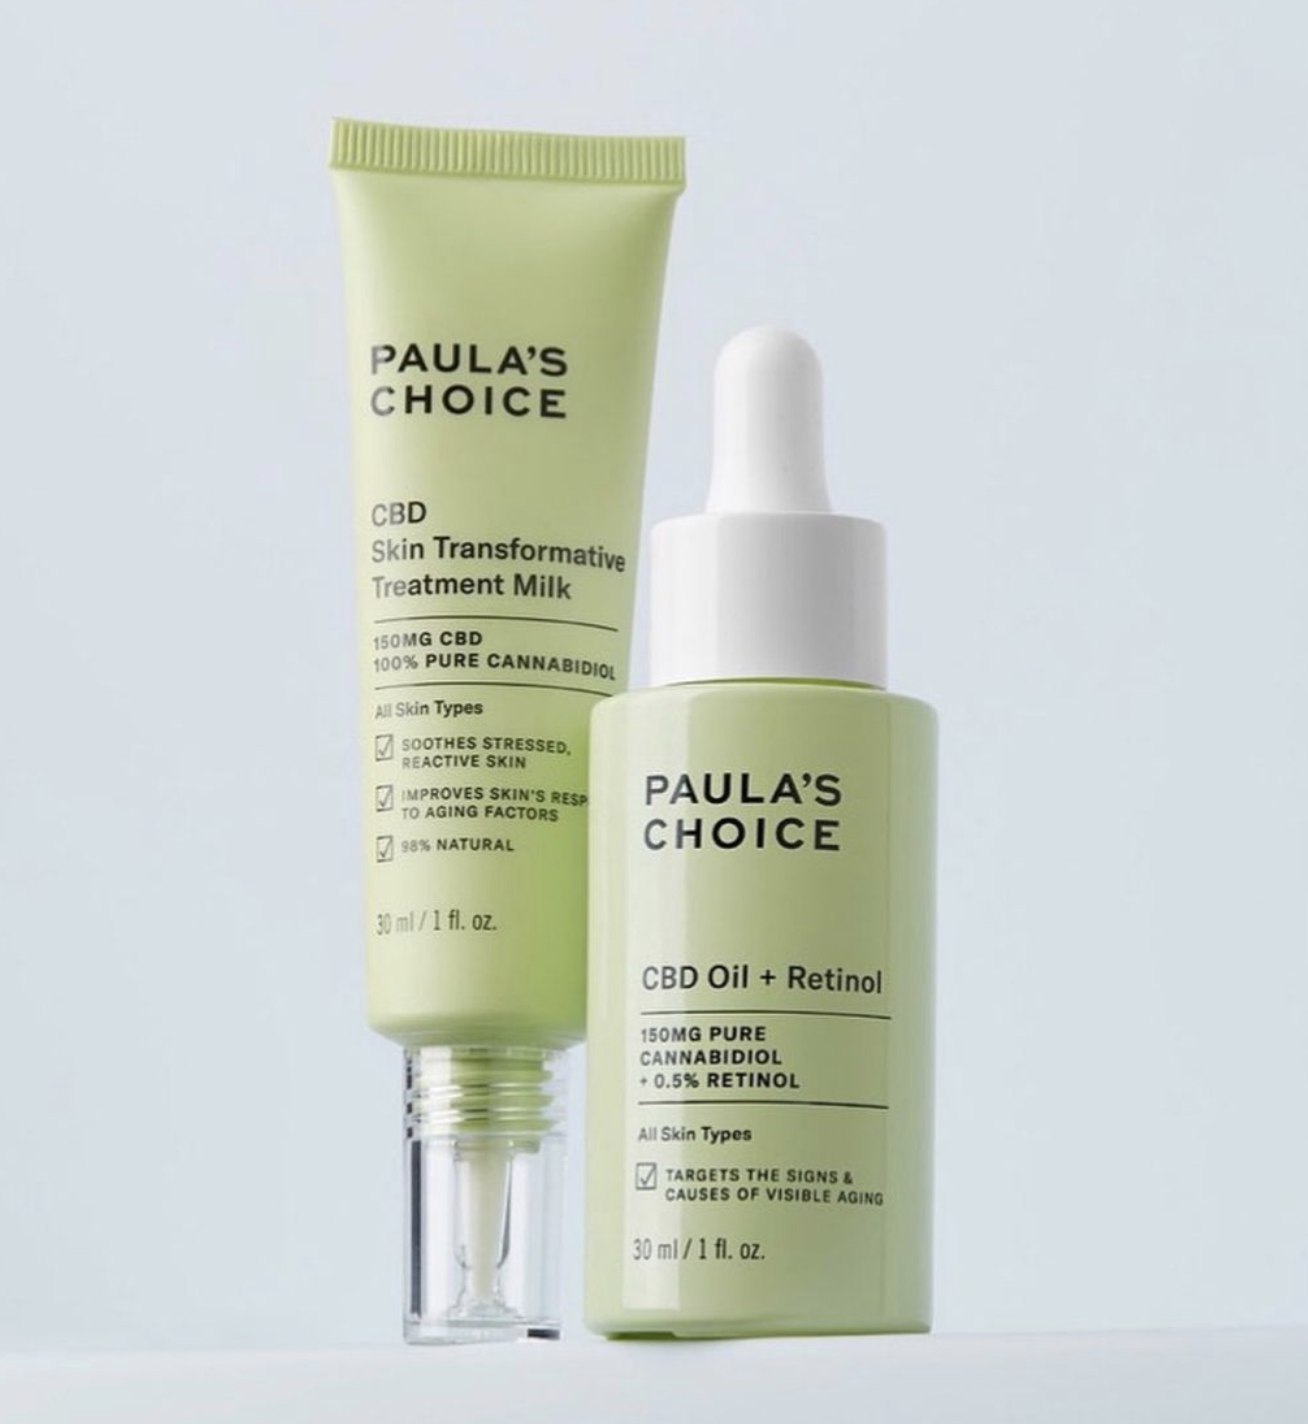 PAULA'S
CHOICE
CBD
Skin Transformative
Treatment Milk
150MG CBD
100% PURE CANNABIDIOL
All Skin Types
SOOTHES STRESSED,
REACTIVE SKIN
IMPROVES SKIN'S
TO AGING FACTORS
98% NATURAL
30 ml / 1 fl. oz.
PAULA'S
CHOICE
CBD Oil + Retinol
150MG PURE
CANNABIDIOL
+ 0.5% RETINOL
All Skin Types
TARGETS THE SIGNS &
CAUSES OF VISIBLE AGING
30 ml / 1 fl. oz.